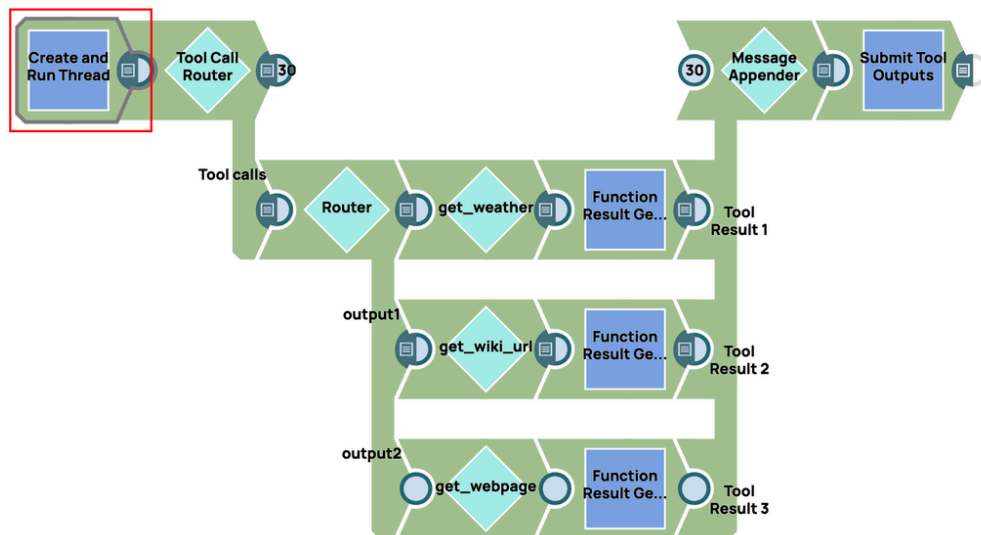 Create and
Run Thread
Tool Call
Router
30
30
Message
Appender
Submit Tool
Outputs
Tool calls
Router
get_weather
Function
Result Ge...
Tool
Result 1
output1
get_wiki_url
Function
Result Ge...
Tool
Result 2
output2
get_webpage
Function
Result Ge...
Tool
Result 3